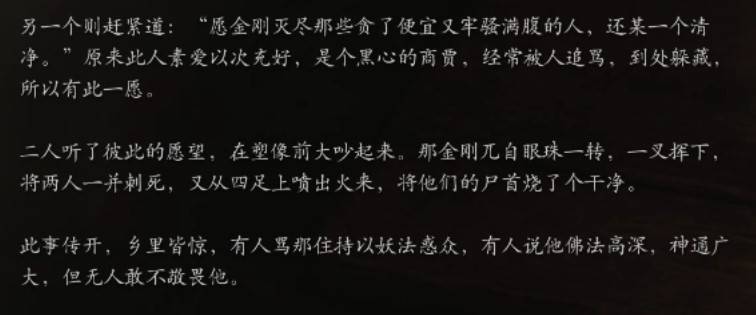 另一个则赶紧道：“愿金刚灭尽那些贪了便宜又牢骚满腹的人，还某一个清
净。”原来此人素爱以次充好，是个黑心的商贾，经常被人追骂，到处躲藏，
所以有此一愿。
二人听了彼此的愿望，在塑像前大吵起来。那金刚兀自眼珠一转，一叉挥下，
将两人一并刺死，又从四足上喷出火来，将他们的尸首烧了个干净。
此事传开，乡里皆惊，有人骂那住持以妖法惑众，有人说他佛法高深，神通广
大，但无人敢不敬畏他。